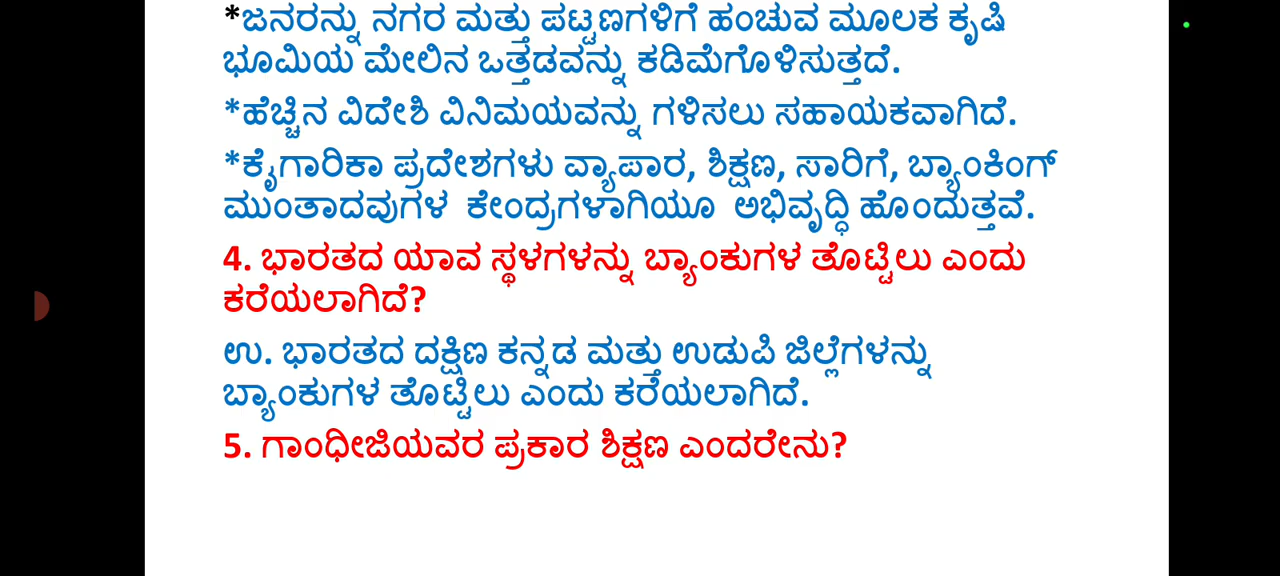 *ಜನರನ್ನು ನಗರ ಮತ್ತು ಪಟ್ಟಣಗಳಿಗೆ ಹಂಚುವ ಮೂಲಕ ಕೃಷಿ
ಭೂಮಿಯ ಮೇಲಿನ ಒತ್ತಡವನ್ನು ಕಡಿಮೆಗೊಳಿಸುತ್ತದೆ.
*ಹೆಚ್ಚಿನ ವಿದೇಶಿ ವಿನಿಮಯವನ್ನು ಗಳಿಸಲು ಸಹಾಯಕವಾಗಿದೆ.
*ಕೈಗಾರಿಕಾ ಪ್ರದೇಶಗಳು ವ್ಯಾಪಾರ, ಶಿಕ್ಷಣ, ಸಾರಿಗೆ, ಬ್ಯಾಂಕಿಂಗ್
ಮುಂತಾದವುಗಳ ಕೇಂದ್ರಗಳಾಗಿಯೂ ಅಭಿವೃದ್ಧಿ ಹೊಂದುತ್ತವೆ.
4. ಭಾರತದ ಯಾವ ಸ್ಥಳಗಳನ್ನು ಬ್ಯಾಂಕುಗಳ ತೊಟ್ಟಿಲು ಎಂದು
ಕರೆಯಲಾಗಿದೆ?
ಉ. ಭಾರತದ ದಕ್ಷಿಣ ಕನ್ನಡ ಮತ್ತು ಉಡುಪಿ ಜಿಲ್ಲೆಗಳನ್ನು
ಬ್ಯಾಂಕುಗಳ ತೊಟ್ಟಿಲು ಎಂದು ಕರೆಯಲಾಗಿದೆ.
5. ಗಾಂಧೀಜಿಯವರ ಪ್ರಕಾರ ಶಿಕ್ಷಣ ಎಂದರೇನು?